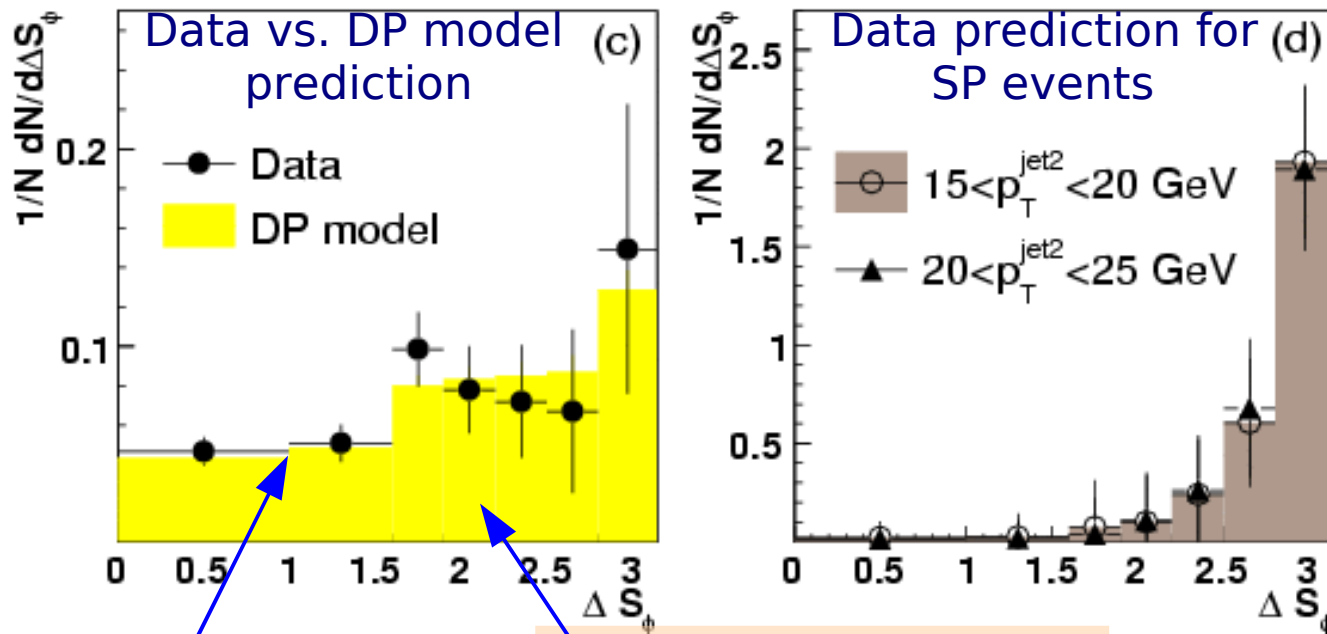 Data vs. DP model
prediction
(c)
1/N dN/dΔS_ϕ
0.2
0.1
Data
DP model
0 0.5 1 1.5 2 2.5 3
Δ S_ϕ
Data prediction for
SP events
(d)
1/N dN/dΔS_ϕ
2.5
2
1.5
1
0.5
15<p_T^jet2<20 GeV
20<p_T^jet2<25 GeV
0 0.5 1 1.5 2 2.5 3
Δ S_ϕ